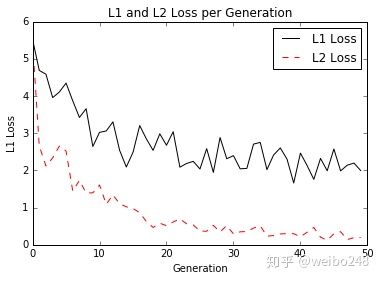 L1 and L2 Loss per Generation
L1 Loss
L2 Loss
6
5
4
3
2
1
0
L1 Loss
0 10 20 30 40 50
Generation
知乎 @weibo248